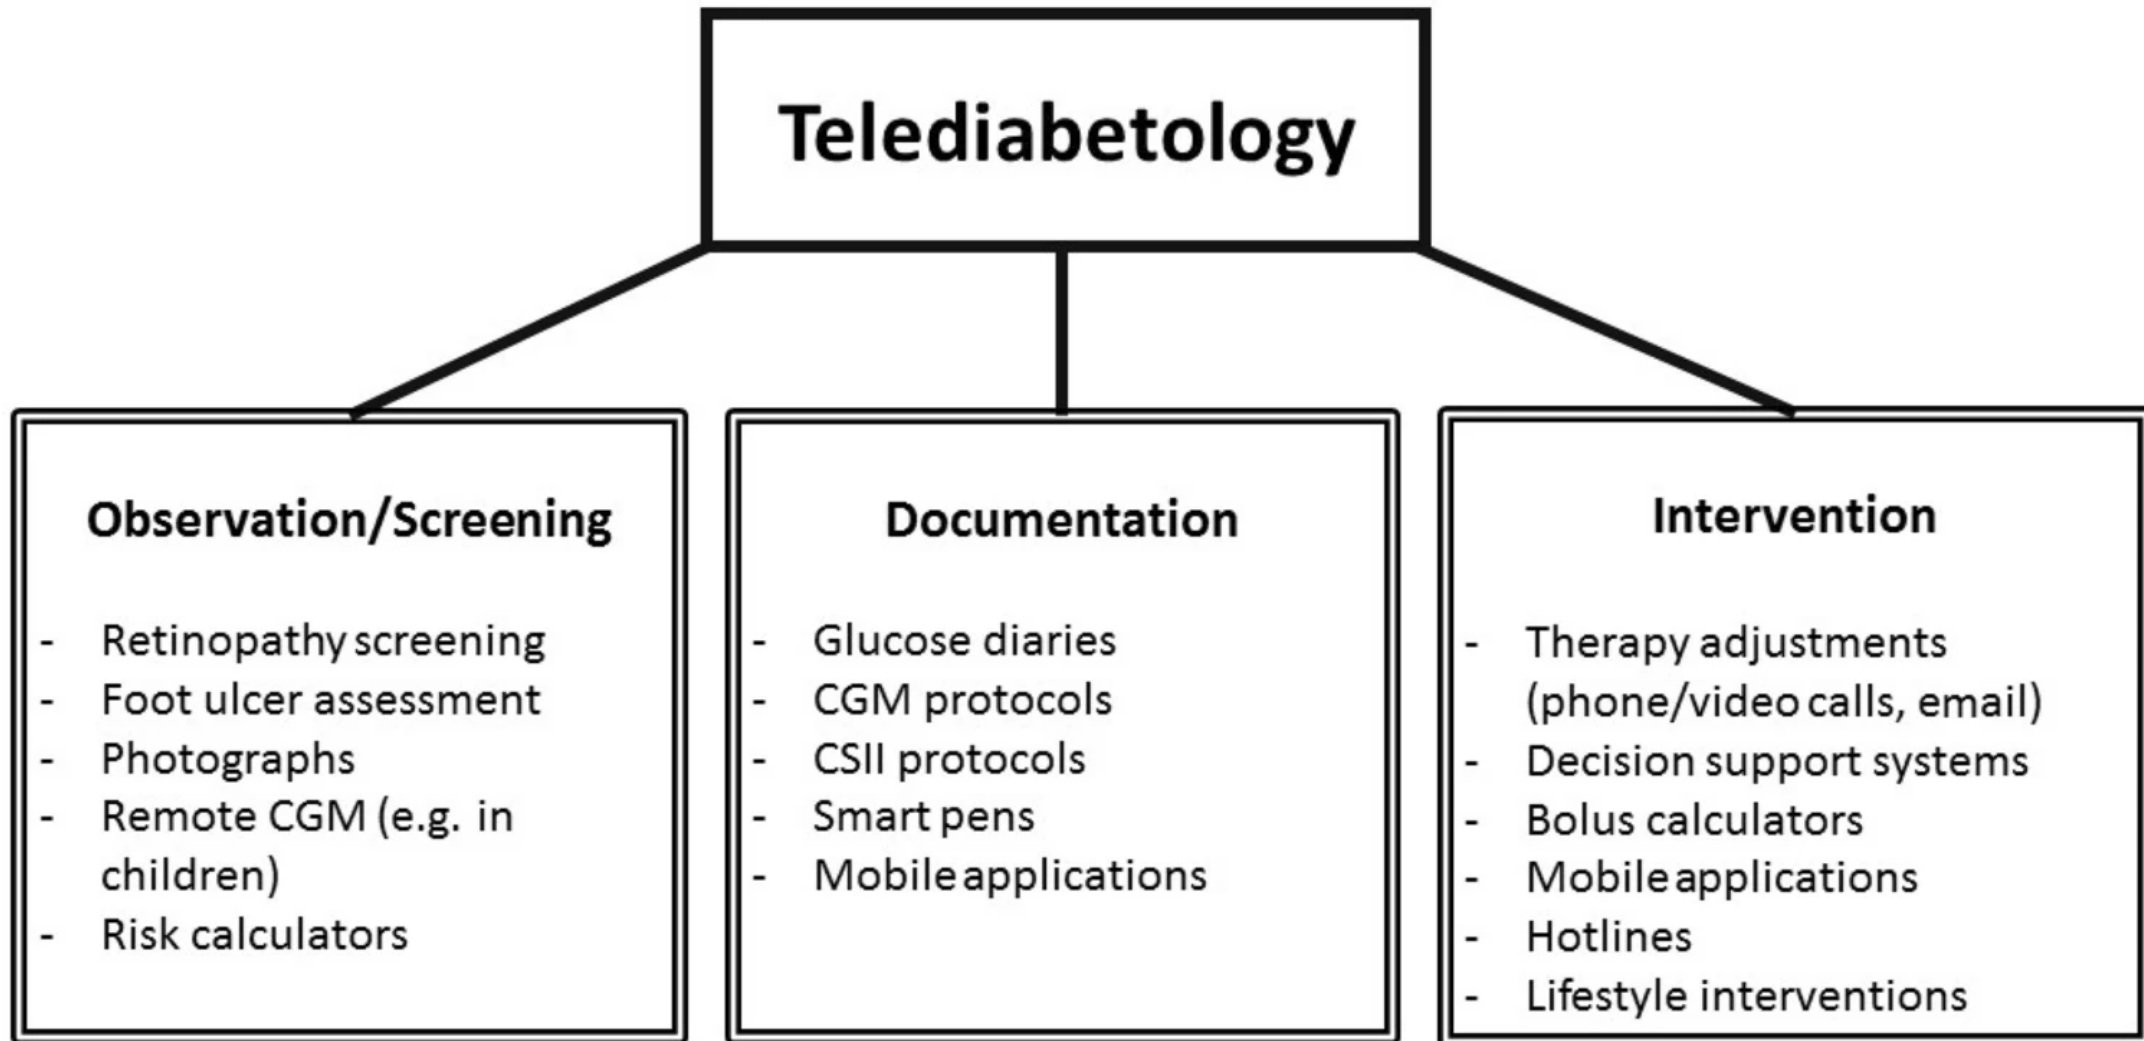 Telediabetology
Observation/Screening
- Retinopathy screening
- Foot ulcer assessment
- Photographs
- Remote CGM (e.g. in
children)
- Risk calculators
Documentation
- Glucose diaries
- CGM protocols
- CSII protocols
- Smart pens
- Mobile applications
Intervention
- Therapy adjustments
(phone/video calls, email)
- Decision support systems
- Bolus calculators
- Mobile applications
- Hotlines
- Lifestyle interventions